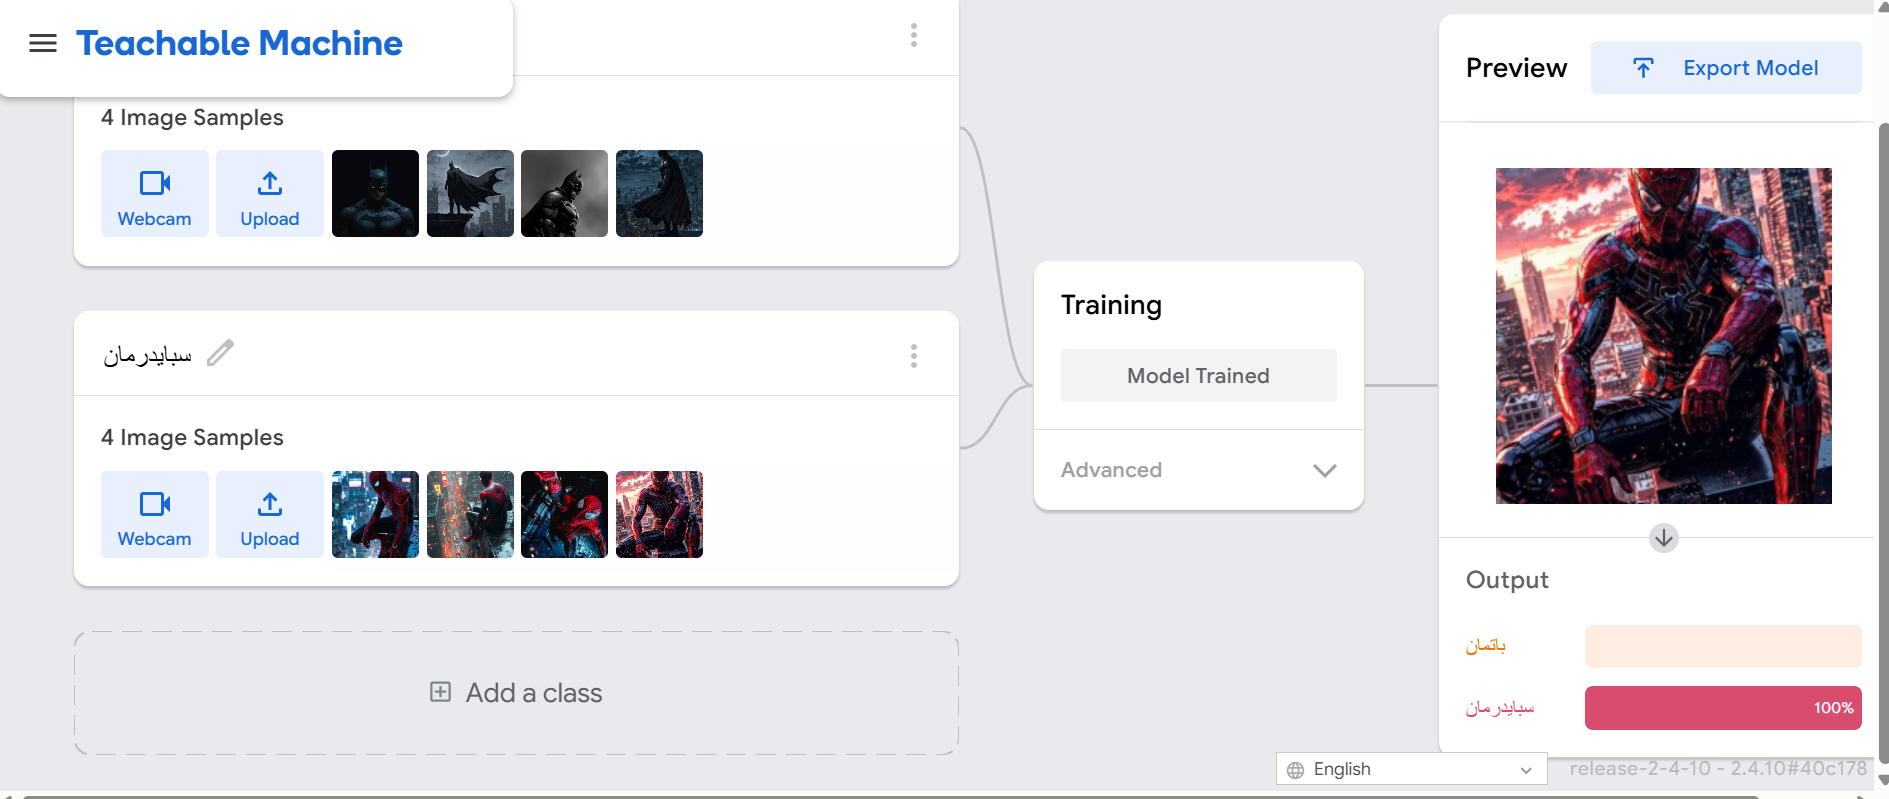 Teachable Machine
4 Image Samples
Webcam
Upload
سبايدرمان
4 Image Samples
Webcam
Upload
Add a class
Training
Model Trained
Advanced
Preview
Export Model
Output
باتمان
سبايدرمان
100%
English
release-2-4-10 - 2.4.10#40c178